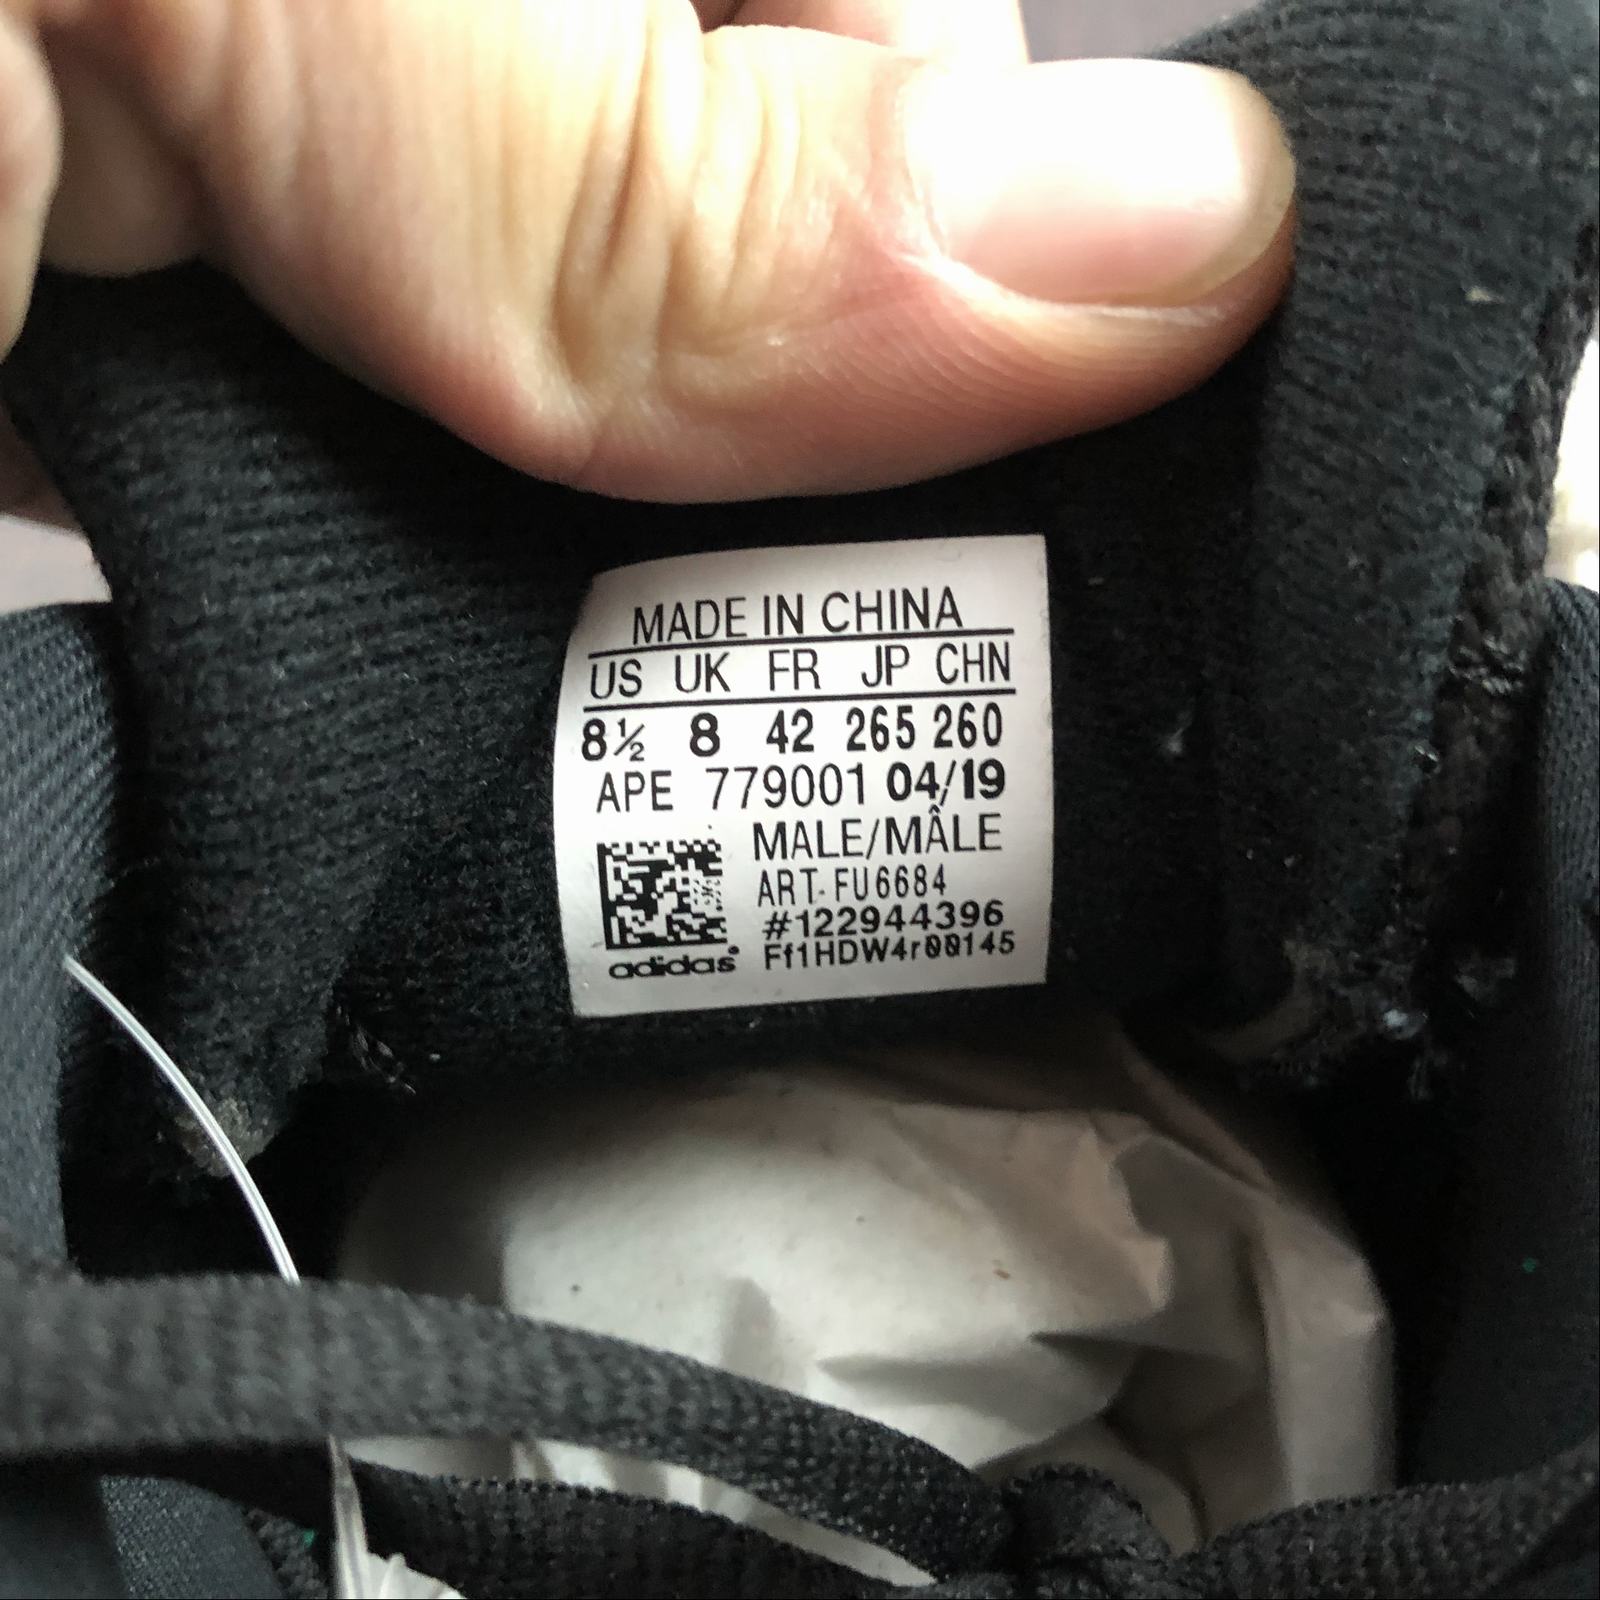 MADE IN CHINA
US UK FR JP CHN
8½ 8 42 265 260
APE 779001 04/19
MALE/MÂLE
ART- FU6684
#122944396
Ff1HDW4r00145
adidas